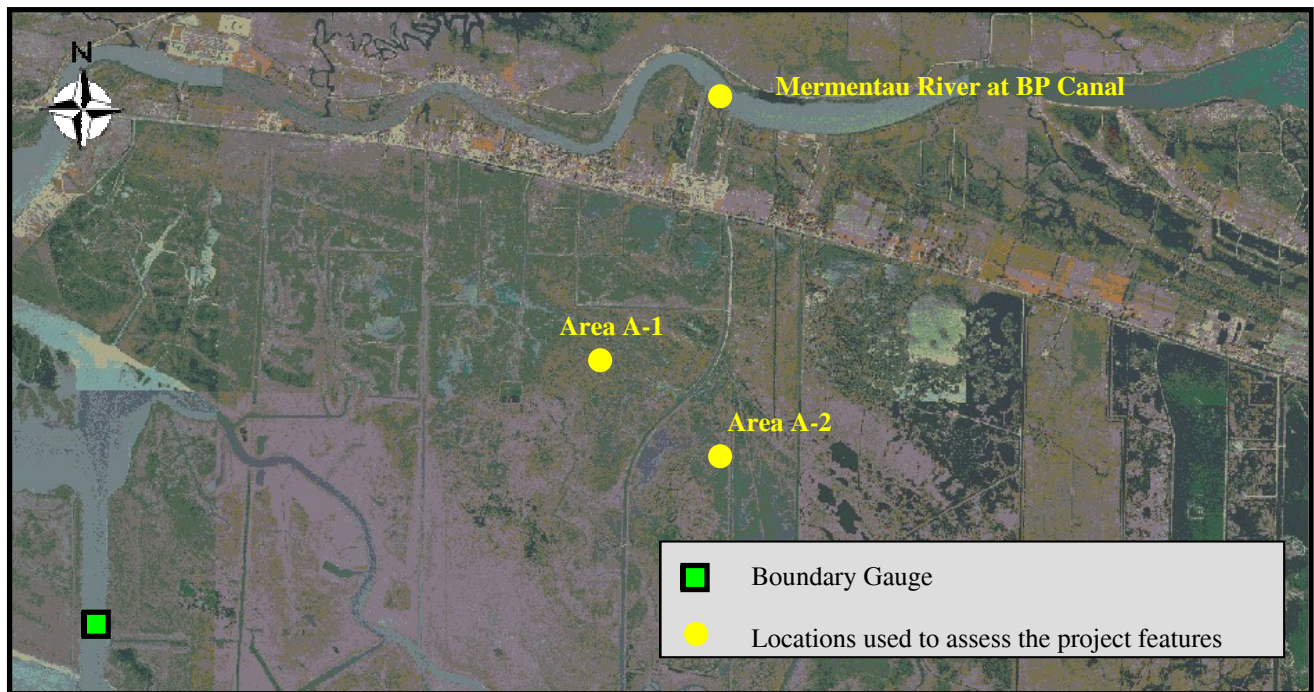 N
Mermentau River at BP Canal
Area A-1
Area A-2
Boundary Gauge
Locations used to assess the project features